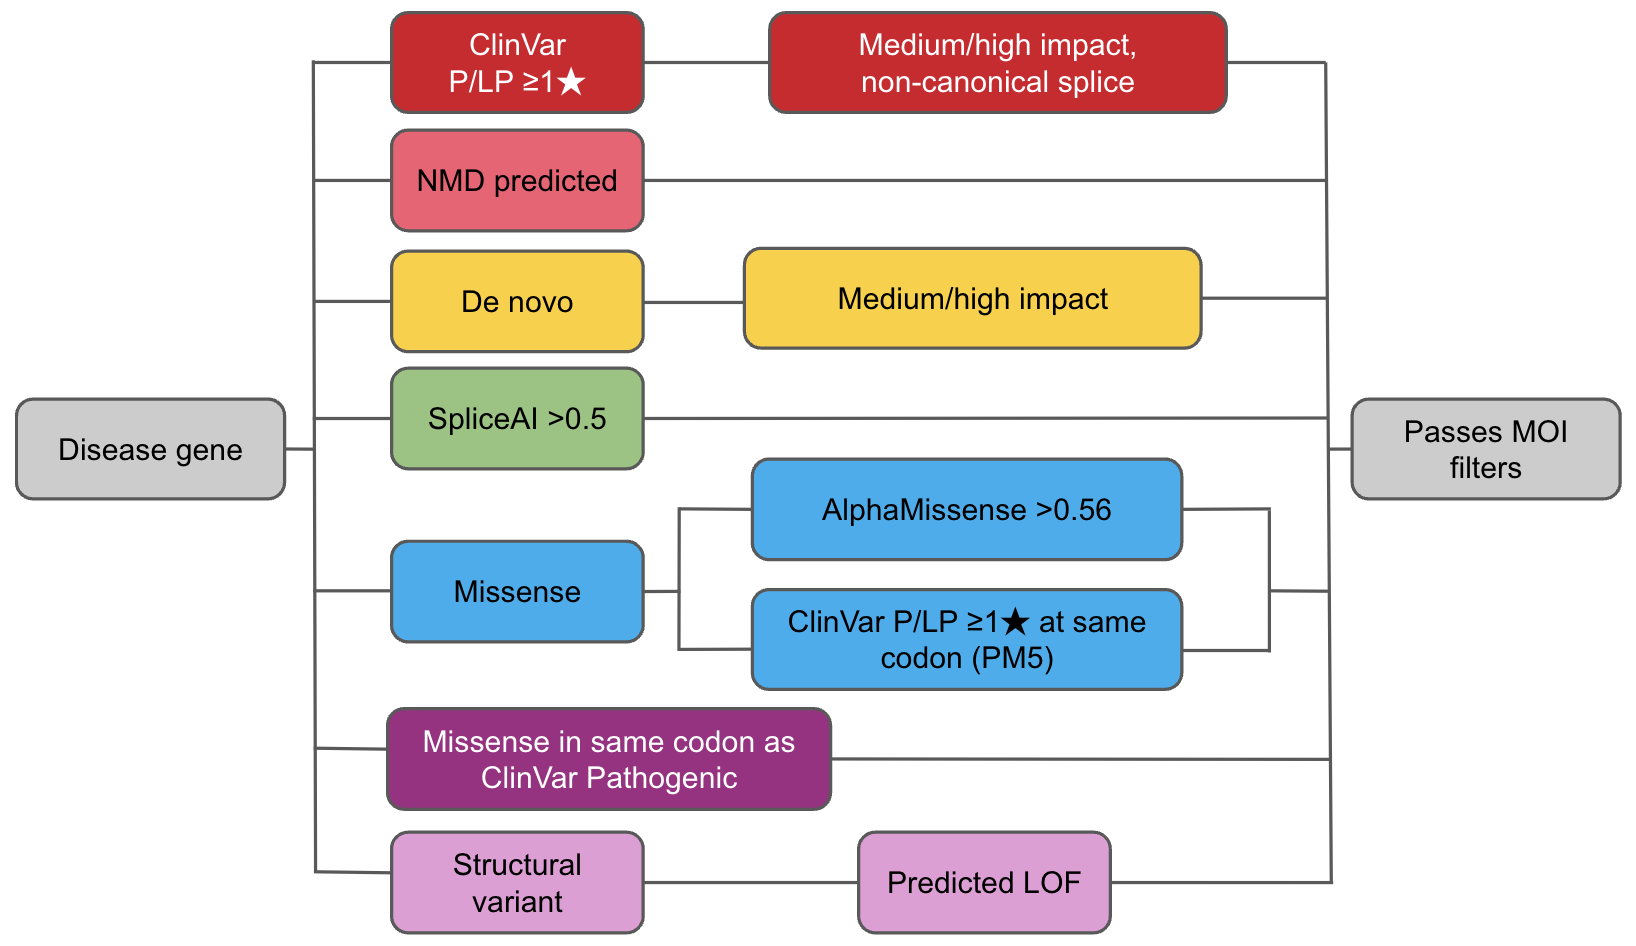 ClinVar
P/LP ≥1★
Medium/high impact,
non-canonical splice
NMD predicted
De novo
Medium/high impact
SpliceAI >0.5
Disease gene
Passes MOI
filters
AlphaMissense >0.56
Missense
ClinVar P/LP ≥1★ at same
codon (PM5)
Missense in same codon as
ClinVar Pathogenic
Structural
variant
Predicted LOF